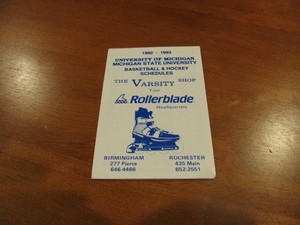 1992 - 1993
UNIVERSITY OF MICHIGAN
MICHIGAN STATE UNIVERSITY
BASKETBALL & HOCKEY
SCHEDULES
THE VARSITY SHOP
Your
Rollerblade
Headquarters
BIRMINGHAM ROCHESTER
277 Pierce 435 Main
646-4466 652-2551